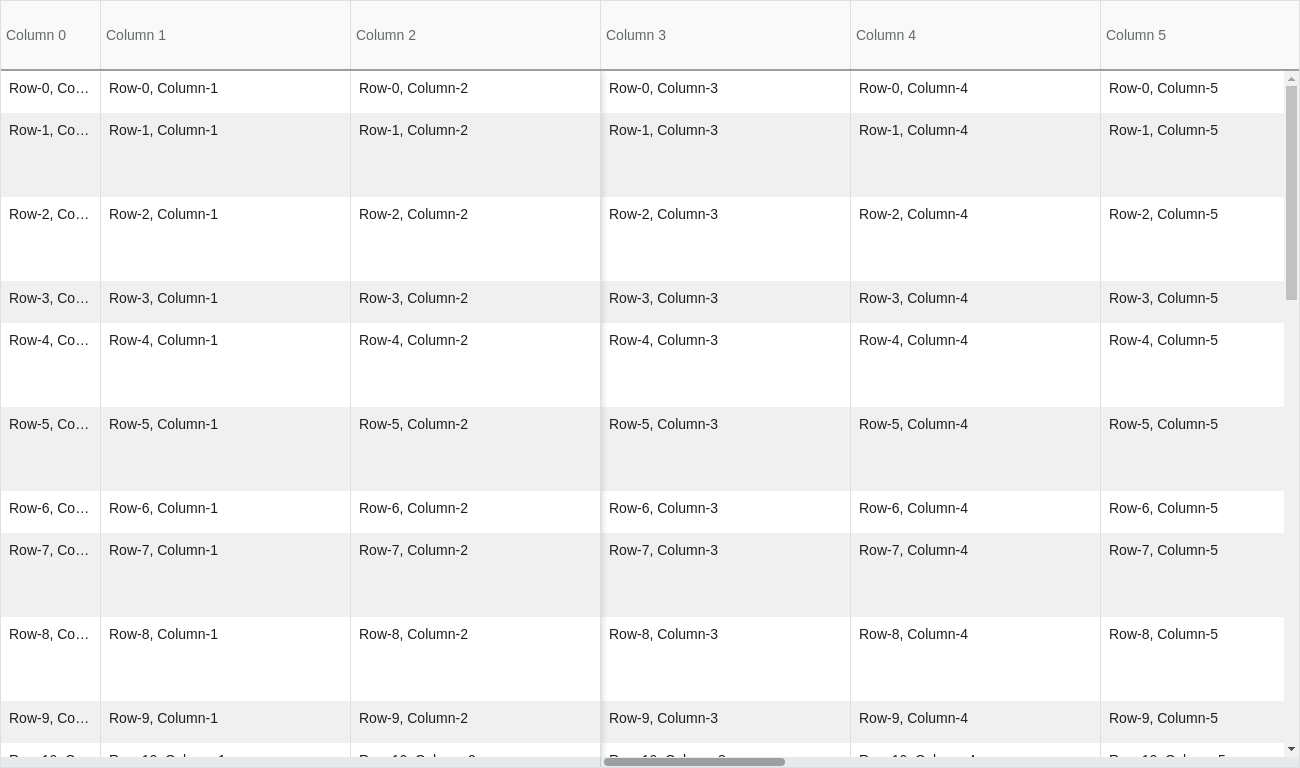 Column 0 Column 1 Column 2 Column 3 Column 4 Column 5
Row-0, Co… Row-0, Column-1 Row-0, Column-2 Row-0, Column-3 Row-0, Column-4 Row-0, Column-5
Row-1, Co… Row-1, Column-1 Row-1, Column-2 Row-1, Column-3 Row-1, Column-4 Row-1, Column-5
Row-2, Co… Row-2, Column-1 Row-2, Column-2 Row-2, Column-3 Row-2, Column-4 Row-2, Column-5
Row-3, Co… Row-3, Column-1 Row-3, Column-2 Row-3, Column-3 Row-3, Column-4 Row-3, Column-5
Row-4, Co… Row-4, Column-1 Row-4, Column-2 Row-4, Column-3 Row-4, Column-4 Row-4, Column-5
Row-5, Co… Row-5, Column-1 Row-5, Column-2 Row-5, Column-3 Row-5, Column-4 Row-5, Column-5
Row-6, Co… Row-6, Column-1 Row-6, Column-2 Row-6, Column-3 Row-6, Column-4 Row-6, Column-5
Row-7, Co… Row-7, Column-1 Row-7, Column-2 Row-7, Column-3 Row-7, Column-4 Row-7, Column-5
Row-8, Co… Row-8, Column-1 Row-8, Column-2 Row-8, Column-3 Row-8, Column-4 Row-8, Column-5
Row-9, Co… Row-9, Column-1 Row-9, Column-2 Row-9, Column-3 Row-9, Column-4 Row-9, Column-5